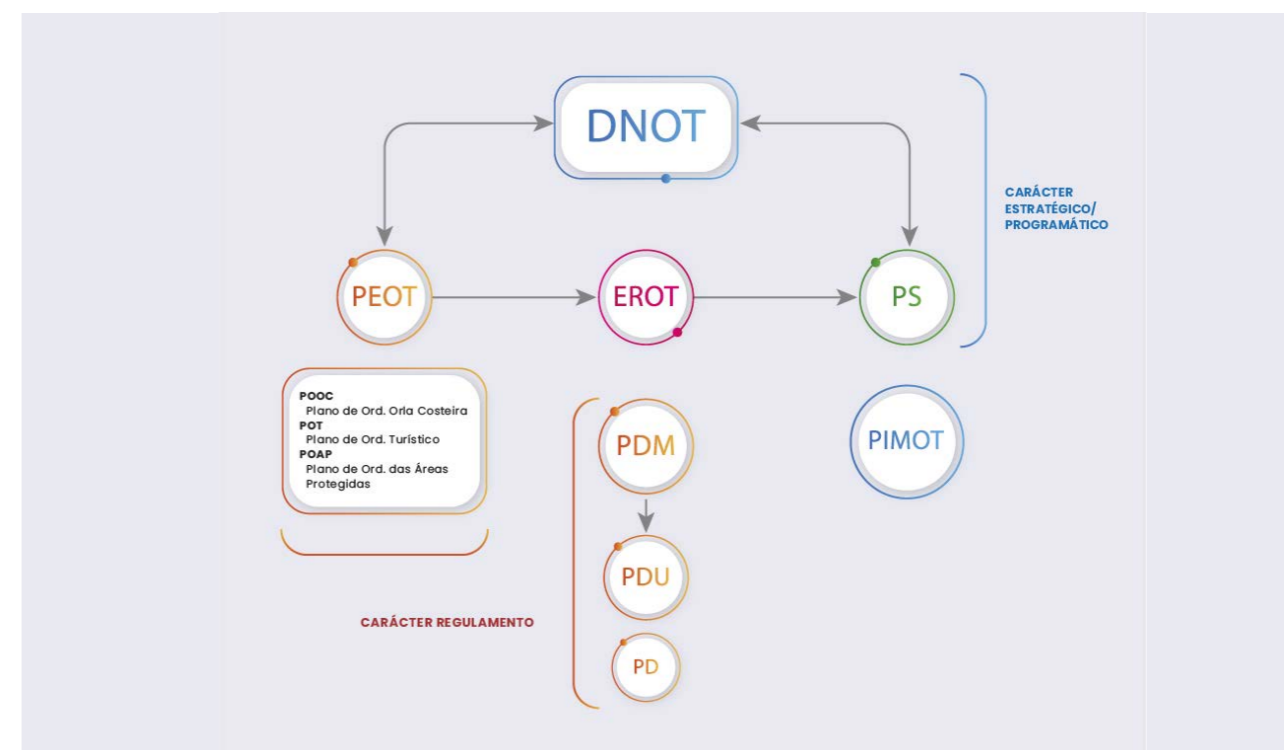 DNOT
CARÁCTER
ESTRATÉGICO/
PROGRAMÁTICO
PEOT
EROT
PS
POOC
Plano de Ord. Orla Costeira
POT
Plano de Ord. Turístico
POAP
Plano de Ord. das Áreas
Protegidas
PDM
PIMOT
PDU
CARÁCTER REGULAMENTO
PD